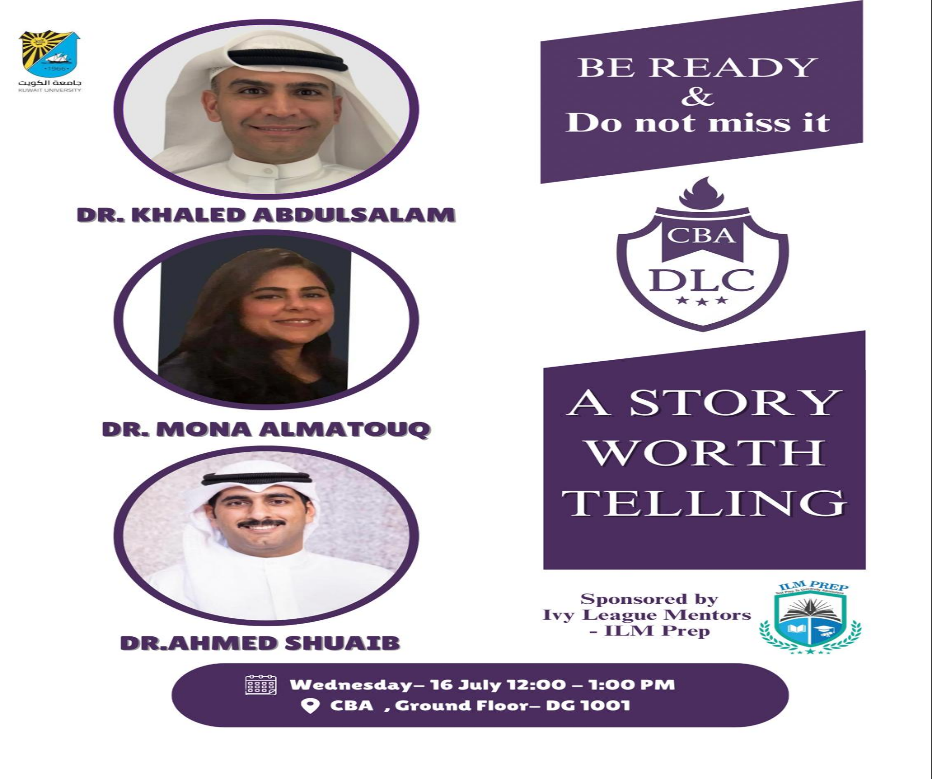 جامعة الكويت
KUWAIT UNIVERSITY
DR. KHALED ABDULSALAM
DR. MONA ALMATOUQ
DR.AHMED SHUAIB
BE READY
&
Do not miss it
CBA
DLC
A STORY
WORTH
TELLING
Sponsored by
Ivy League Mentors
- ILM Prep
ILM PREP
Wednesday– 16 July 12:00 – 1:00 PM
CBA , Ground Floor– DG 1001